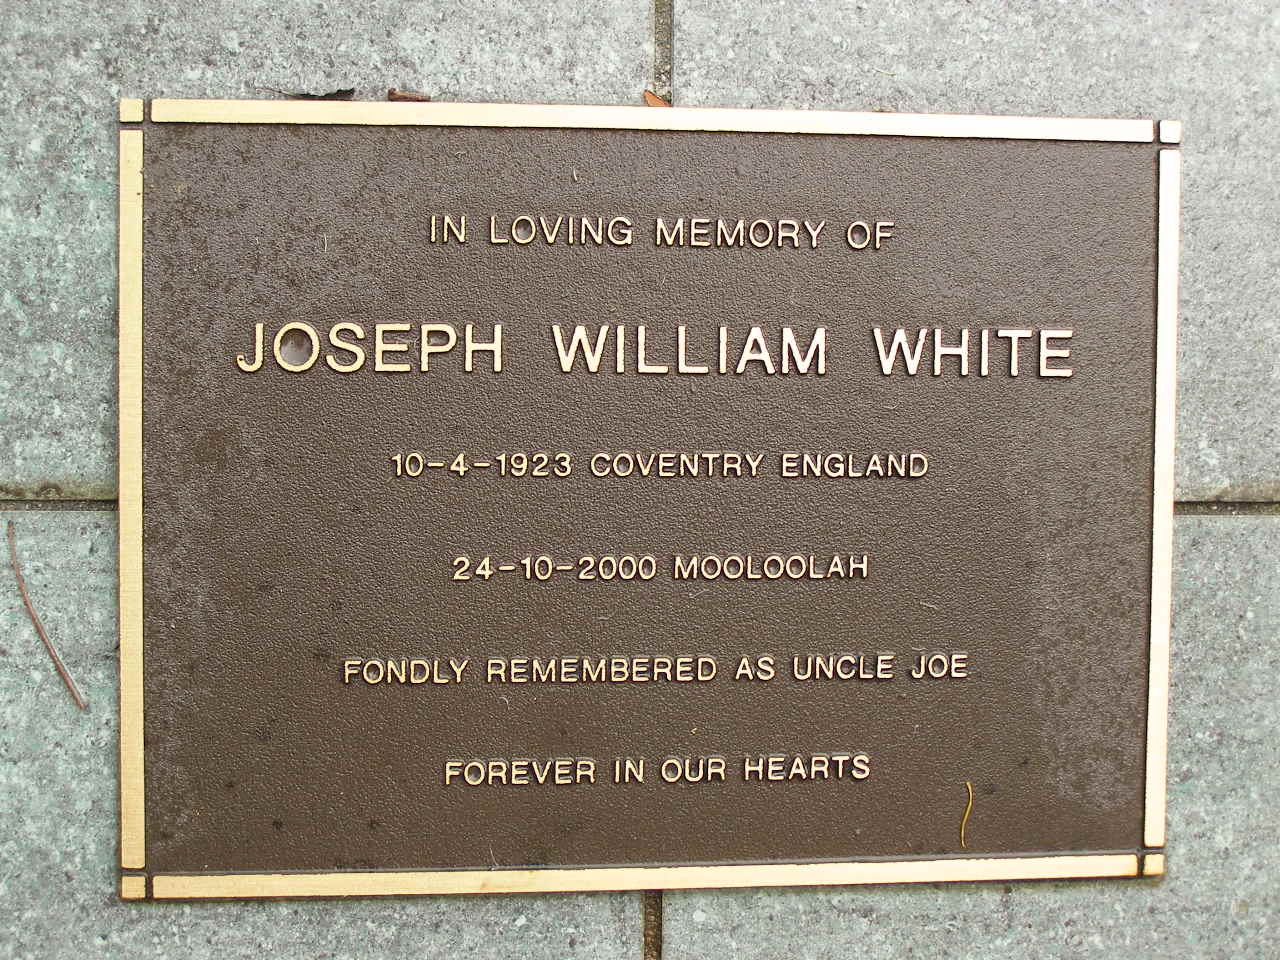 IN LOVING MEMORY OF
JOSEPH WILLIAM WHITE
10-4-1923 COVENTRY ENGLAND
24-10-2000 MOOLOOLAH
FONDLY REMEMBERED AS UNCLE JOE
FOREVER IN OUR HEARTS